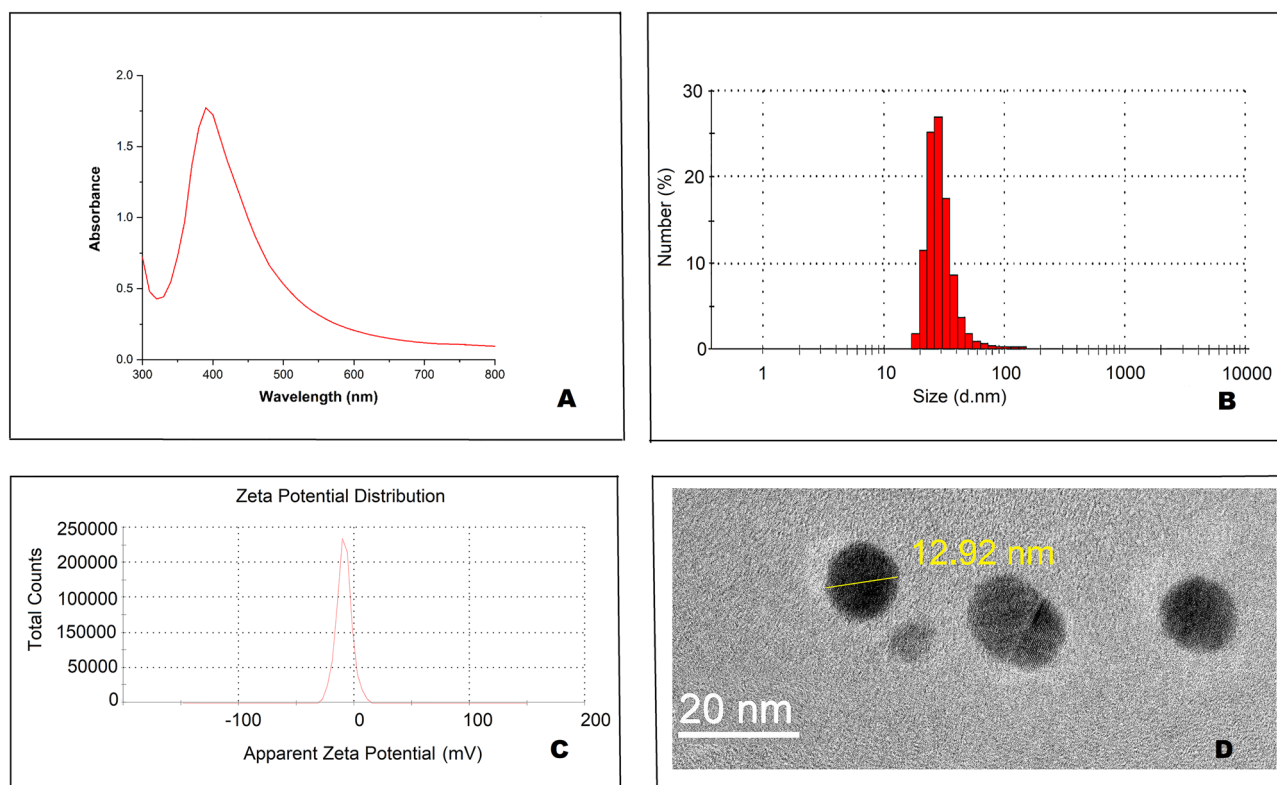 2.0
1.5
1.0
0.5
0.0
Absorbance
300 400 500 600 700 800
Wavelength (nm)
A
30
20
10
0
Number (%)
1 10 100 1000 10000
Size (d.nm)
B
Zeta Potential Distribution
250000
200000
100000
150000
50000
0
Total Counts
-100 0 100 200
Apparent Zeta Potential (mV)
C
12.92 nm
20 nm
D